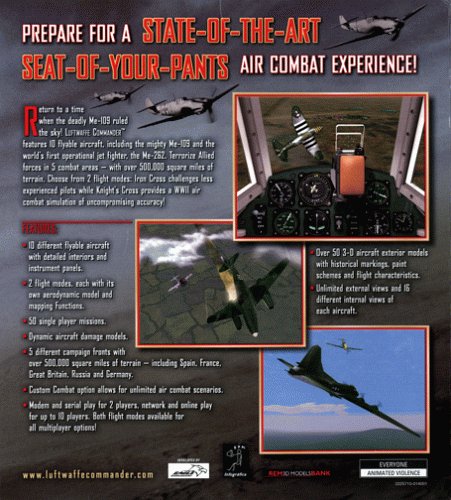 PREPARE FOR A STATE-OF-THE-ART
SEAT-OF-YOUR-PANTS AIR COMBAT EXPERIENCE!
Return to a time
when the deadly Me-109 ruled
the sky! LUFTWAFFE COMMANDER™
features 10 flyable aircraft, including the mighty Me-109 and the
world's first operational jet fighter, the Me-262. Terrorize Allied
forces in 5 combat areas — with over 500,000 square miles of
terrain. Choose from 2 flight modes: Iron Cross challenges less
experienced pilots while Knight's Cross provides a WWII air
combat simulation of uncompromising accuracy!
FEATURES:
• 10 different flyable aircraft
with detailed interiors and
instrument panels.
• 2 flight modes, each with its
own aerodynamic model and
mapping functions.
• 50 single player missions.
• Dynamic aircraft damage models.
• 5 different campaign fronts with
over 500,000 square miles of terrain — including Spain, France,
Great Britain, Russia and Germany.
• Custom Combat option allows for unlimited air combat scenarios.
• Modem and serial play for 2 players, network and online play
for up to 10 players. Both flight modes available for
all multiplayer options!
• Over 50 3-D aircraft exterior models
with historical markings, paint
schemes and flight characteristics.
• Unlimited external views and 16
different internal views of
each aircraft.
www.luftwaffecommander.com
DEVELOPED BY
SSI
Integrafica
REM3D MODELSBANK
EVERYONE
ANIMATED VIOLENCE